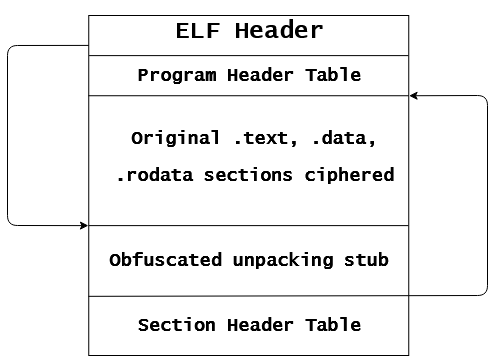 ELF Header
Program Header Table
Original .text, .data,
.rodata sections ciphered
Obfuscated unpacking stub
Section Header Table